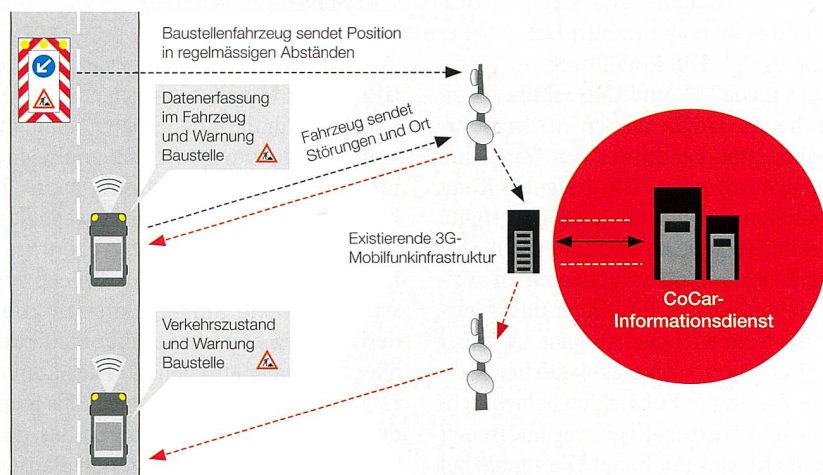 Baustellenfahrzeug sendet Position
in regelmässigen Abständen
Datenerfassung
im Fahrzeug
und Warnung
Baustelle
Fahrzeug sendet
Störungen und Ort
Existierende 3G-
Mobilfunkinfrastruktur
CoCar-
Informationsdienst
Verkehrszustand
und Warnung
Baustelle